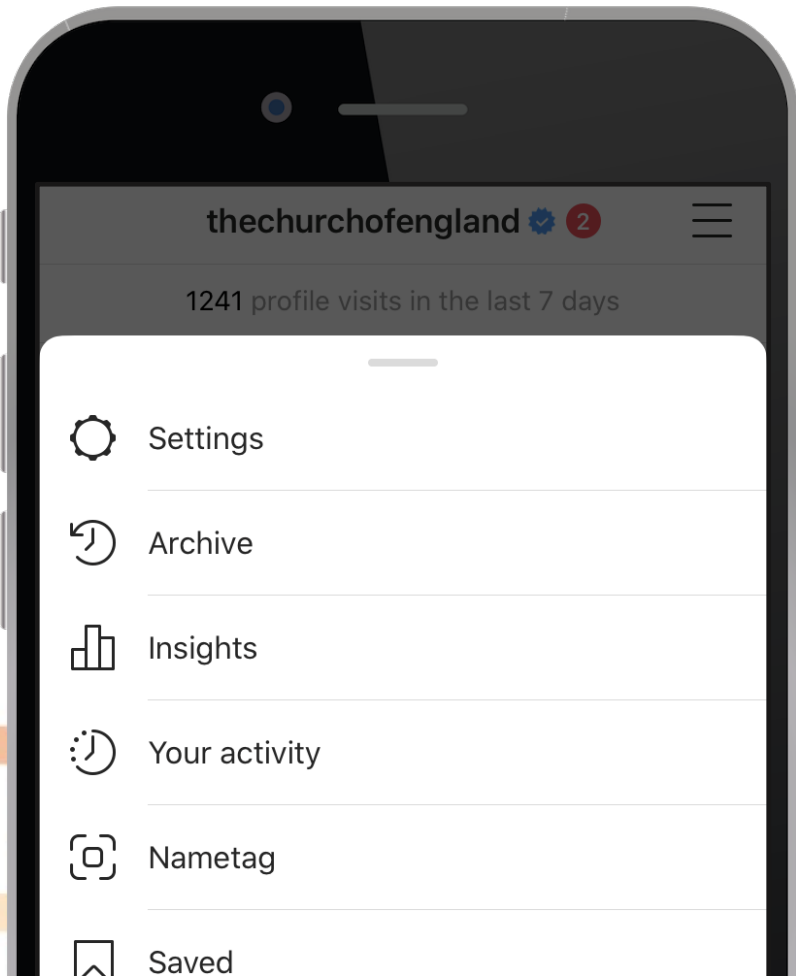 thechurchofengland 2
1241 profile visits in the last 7 days
Settings
Archive
Insights
Your activity
Nametag
Saved